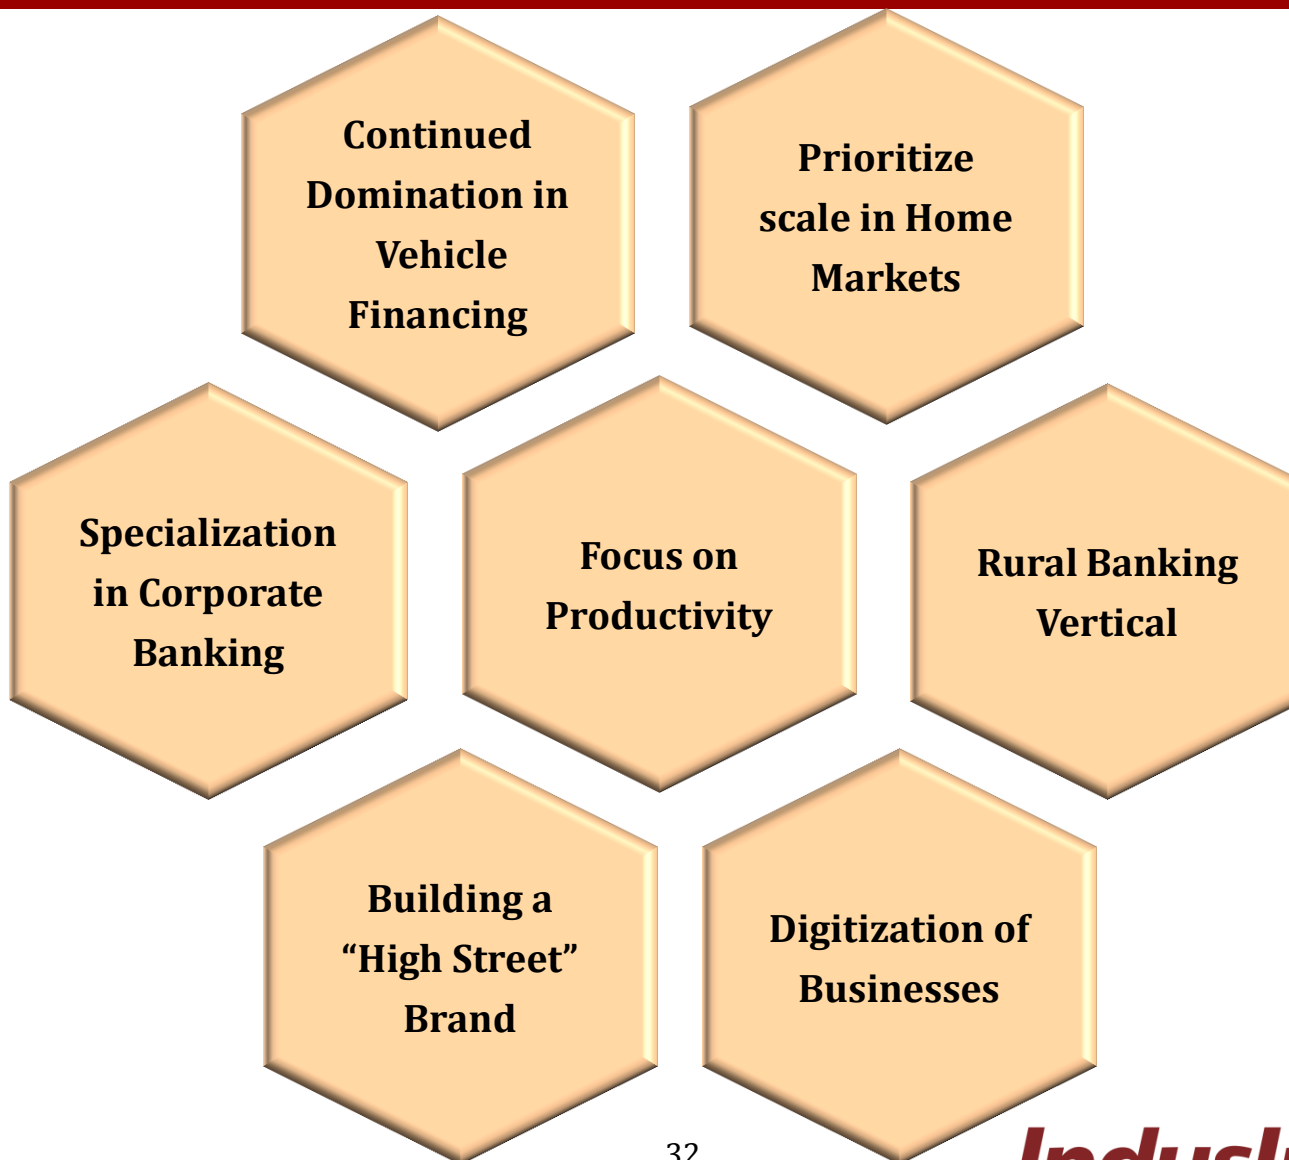 Continued
Domination in
Vehicle
Financing
Prioritize
scale in Home
Markets
Specialization
in Corporate
Banking
Focus on
Productivity
Rural Banking
Vertical
Building a
“High Street”
Brand
Digitization of
Businesses
32